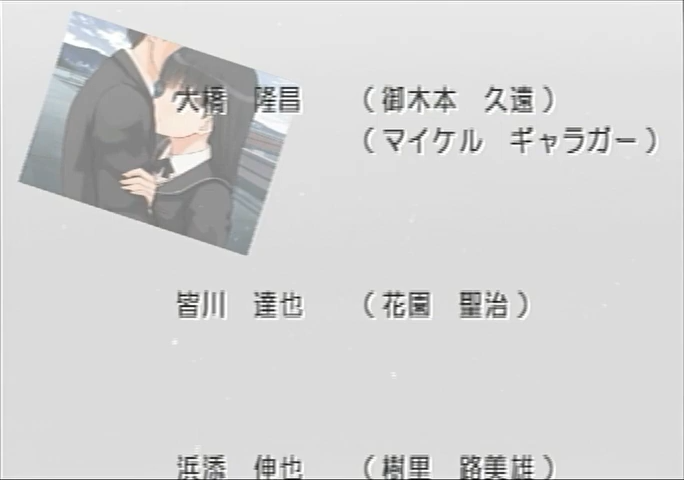 大橋　隆昌　（御木本　久遠）
（マイケル　ギャラガー）
皆川　達也　（花園　聖治）
浜添　伸也　（樹里　路美雄）